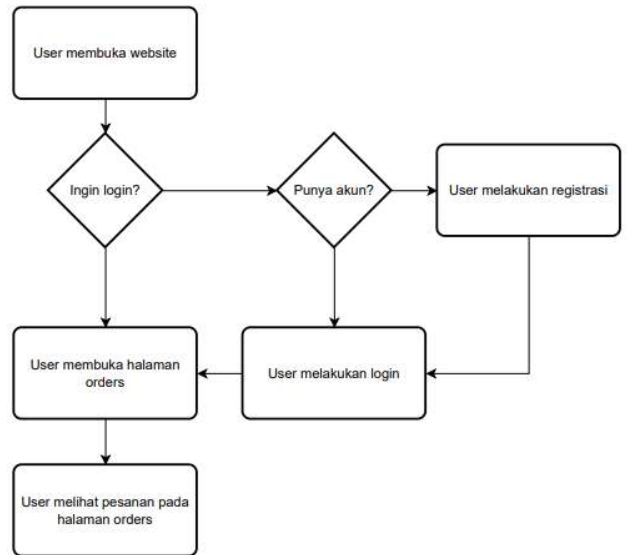 User membuka website
Ingin login?
Punya akun?
User melakukan registrasi
User membuka halaman
orders
User melakukan login
User melihat pesanan pada
halaman orders